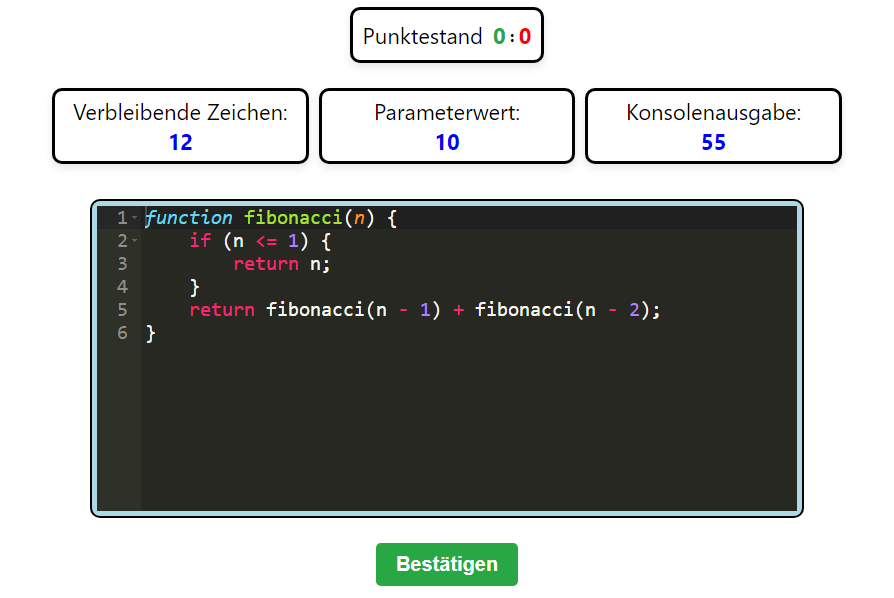 Punktestand 0:0
Verbleibende Zeichen:
12
Parameterwert:
10
Konsolenausgabe:
55
1 function fibonacci(n) {
2     if (n <= 1) {
3         return n;
4     }
5     return fibonacci(n - 1) + fibonacci(n - 2);
6 }
Bestätigen